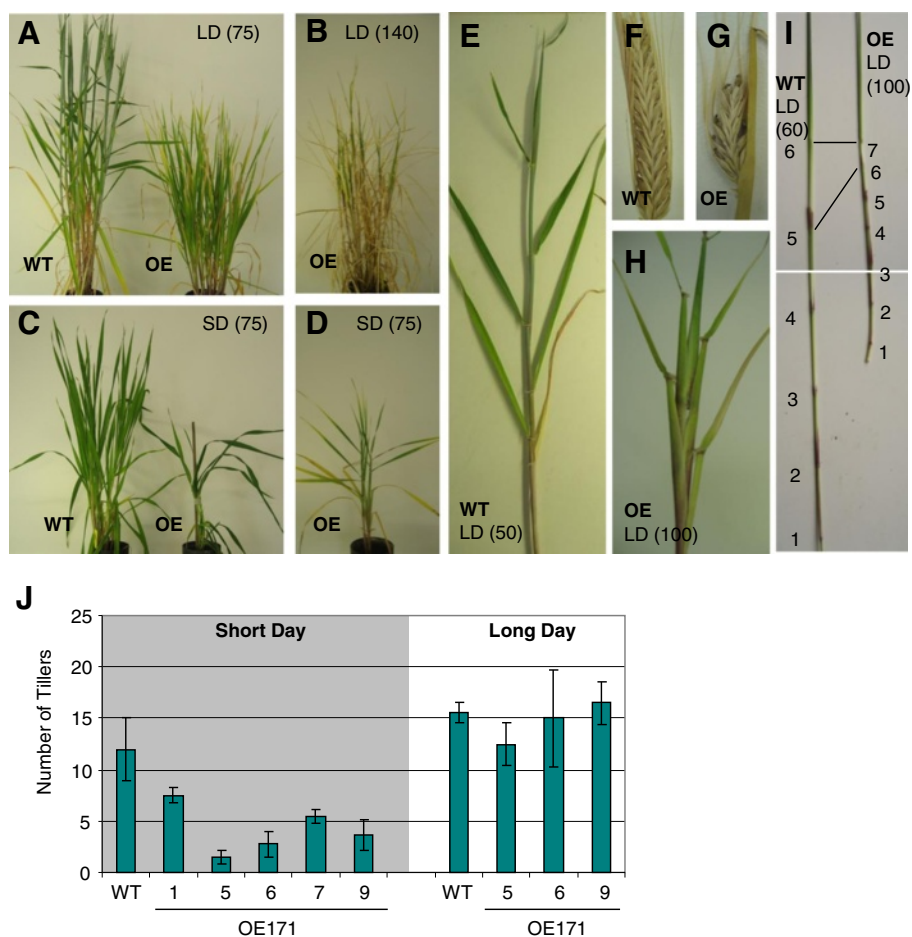 A LD (75)
WT OE
B LD (140)
OE
C SD (75)
WT OE
D SD (75)
OE
E
WT
LD (50)
F
WT
G
OE
H
OE
LD (100)
I
OE
LD
(100)
WT
LD
(60)
6
5
4
3
2
1
7
6
5
4
3
2
1
J
Short Day Long Day
Number of Tillers
25
20
15
10
5
0
WT 1 5 6 7 9 WT 5 6 9
OE171 OE171